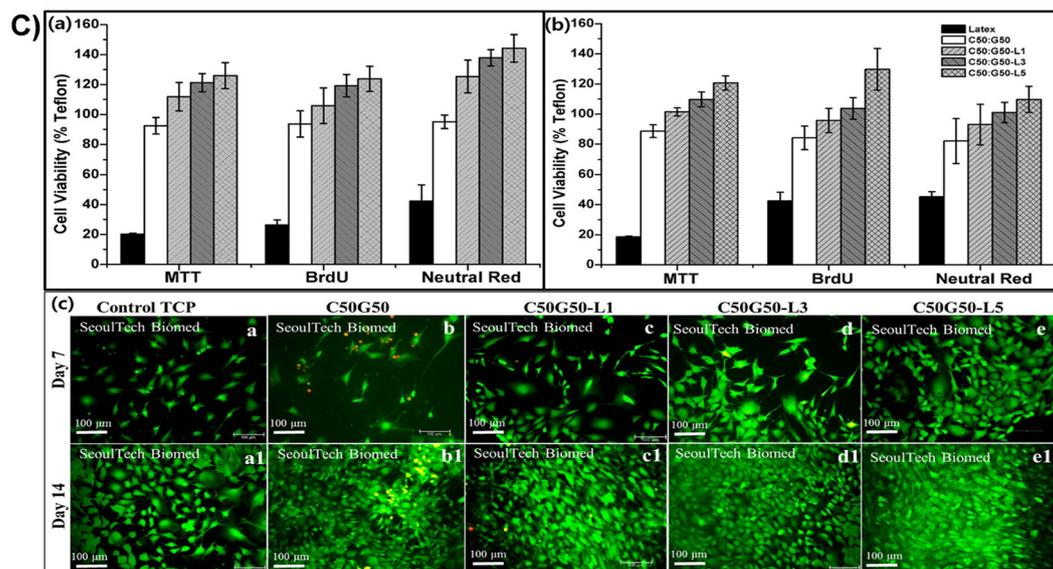 C)
(a)
160
140
120
100
80
60
40
20
0
Cell Viability (% Teflon)
MTT BrdU Neutral Red
(b)
160
140
120
100
80
60
40
20
0
Cell Viability (% Teflon)
MTT BrdU Neutral Red
Latex
C50:G50
C50:G50-L1
C50:G50-L3
C50:G50-L5
(c)
Control TCP C50G50 C50G50-L1 C50G50-L3 C50G50-L5
Day 7
SeoulTech Biomed a
100 μm
SeoulTech Biomed b
100 μm
SeoulTech Biomed c
100 μm
SeoulTech Biomed d
100 μm
SeoulTech Biomed e
100 μm
Day 14
SeoulTech Biomed a1
100 μm
SeoulTech Biomed b1
100 μm
SeoulTech Biomed c1
100 μm
SeoulTech Biomed d1
100 μm
SeoulTech Biomed e1
100 μm